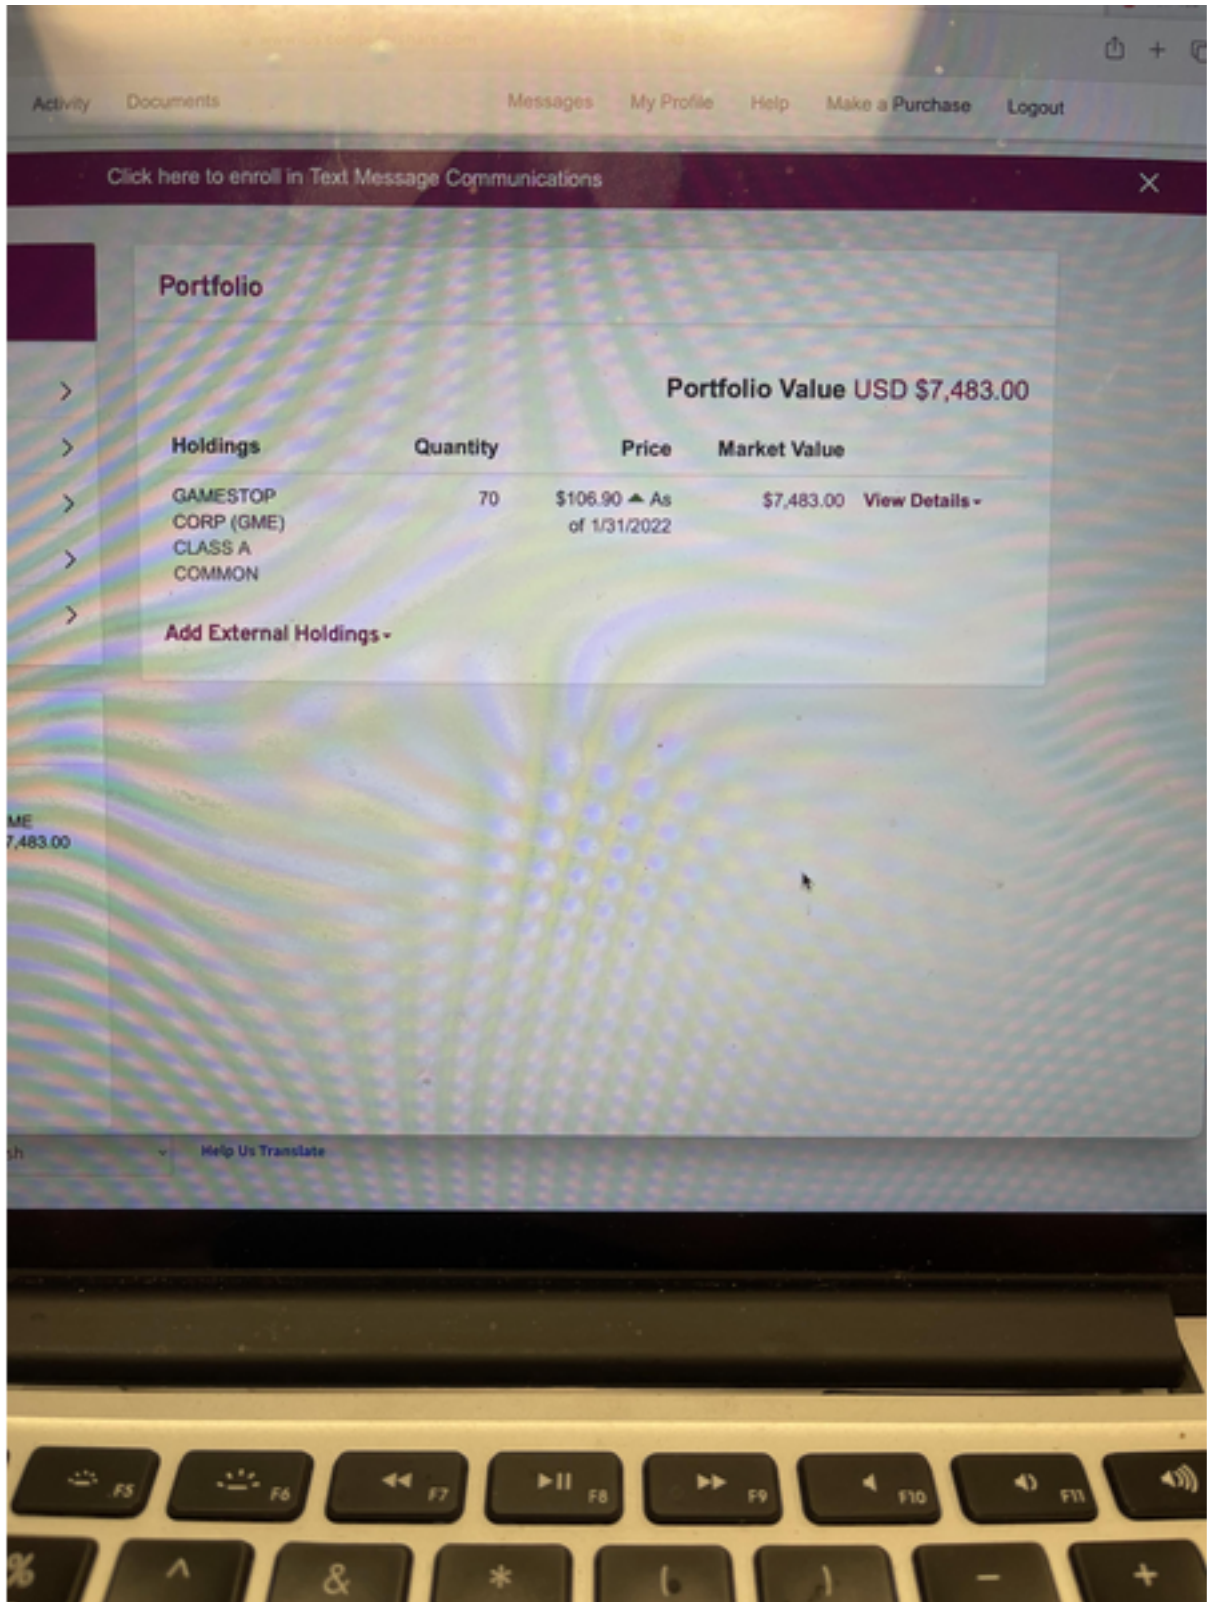 Activity Documents Messages My Profile Help Make a Purchase Logout
Click here to enroll in Text Message Communications
Portfolio
Portfolio Value USD $7,483.00
Holdings Quantity Price Market Value
GAMESTOP 70 $106.90 ▲ As $7,483.00 View Details
CORP (GME) of 1/31/2022
CLASS A
COMMON
Add External Holdings
ME
7,483.00
sh Help Us Translate
F5 F6 F7 F8 F9 F10 F11
% ^ & * ( ) - +